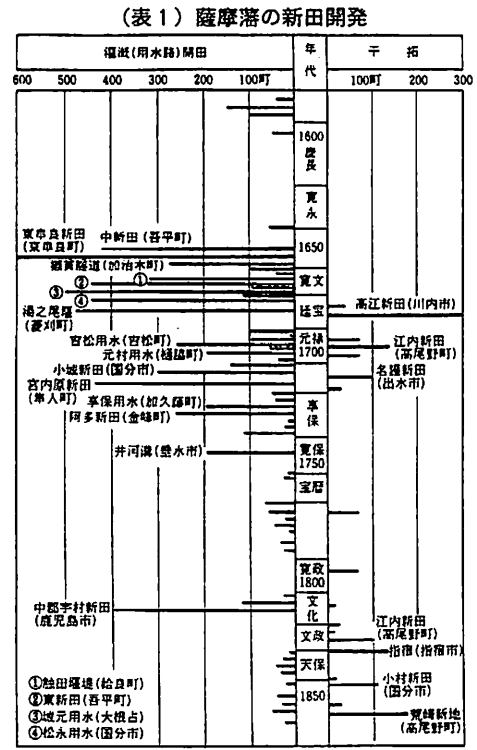 (表1) 薩摩藩の新田開発
灌漑(用水路)開田
年代
干拓
600 500 400 300 200 100町
100町 200 300
1600
慶長
寛永
東串良新田
(東串良町)
中新田(吾平町)
1650
隧道(加治木町)
寛文
①
②
③
④
延宝
高江新田(川内市)
湯之尾堰
(菱刈町)
元禄
1700
吉松用水(吉松町)
江内新田
(高尾野町)
元村用水(樋脇町)
小城新田(国分市)
名護新田
(出水市)
宮内原新田
(隼人町)
享保用水(加久藤町)
享保
阿多新田(金峰町)
井河溝(垂水市)
寛保
1750
宝暦
寛政
1800
中郡宇村新田
(鹿児島市)
文化
文政
江内新田
(高尾野町)
指宿(指宿市)
天保
小村新田
(国分市)
1850
荒崎新地
(高尾野町)
①触田堰堤(姶良町)
②東新田(吾平町)
③城元用水(大根占)
④松永用水(国分市)